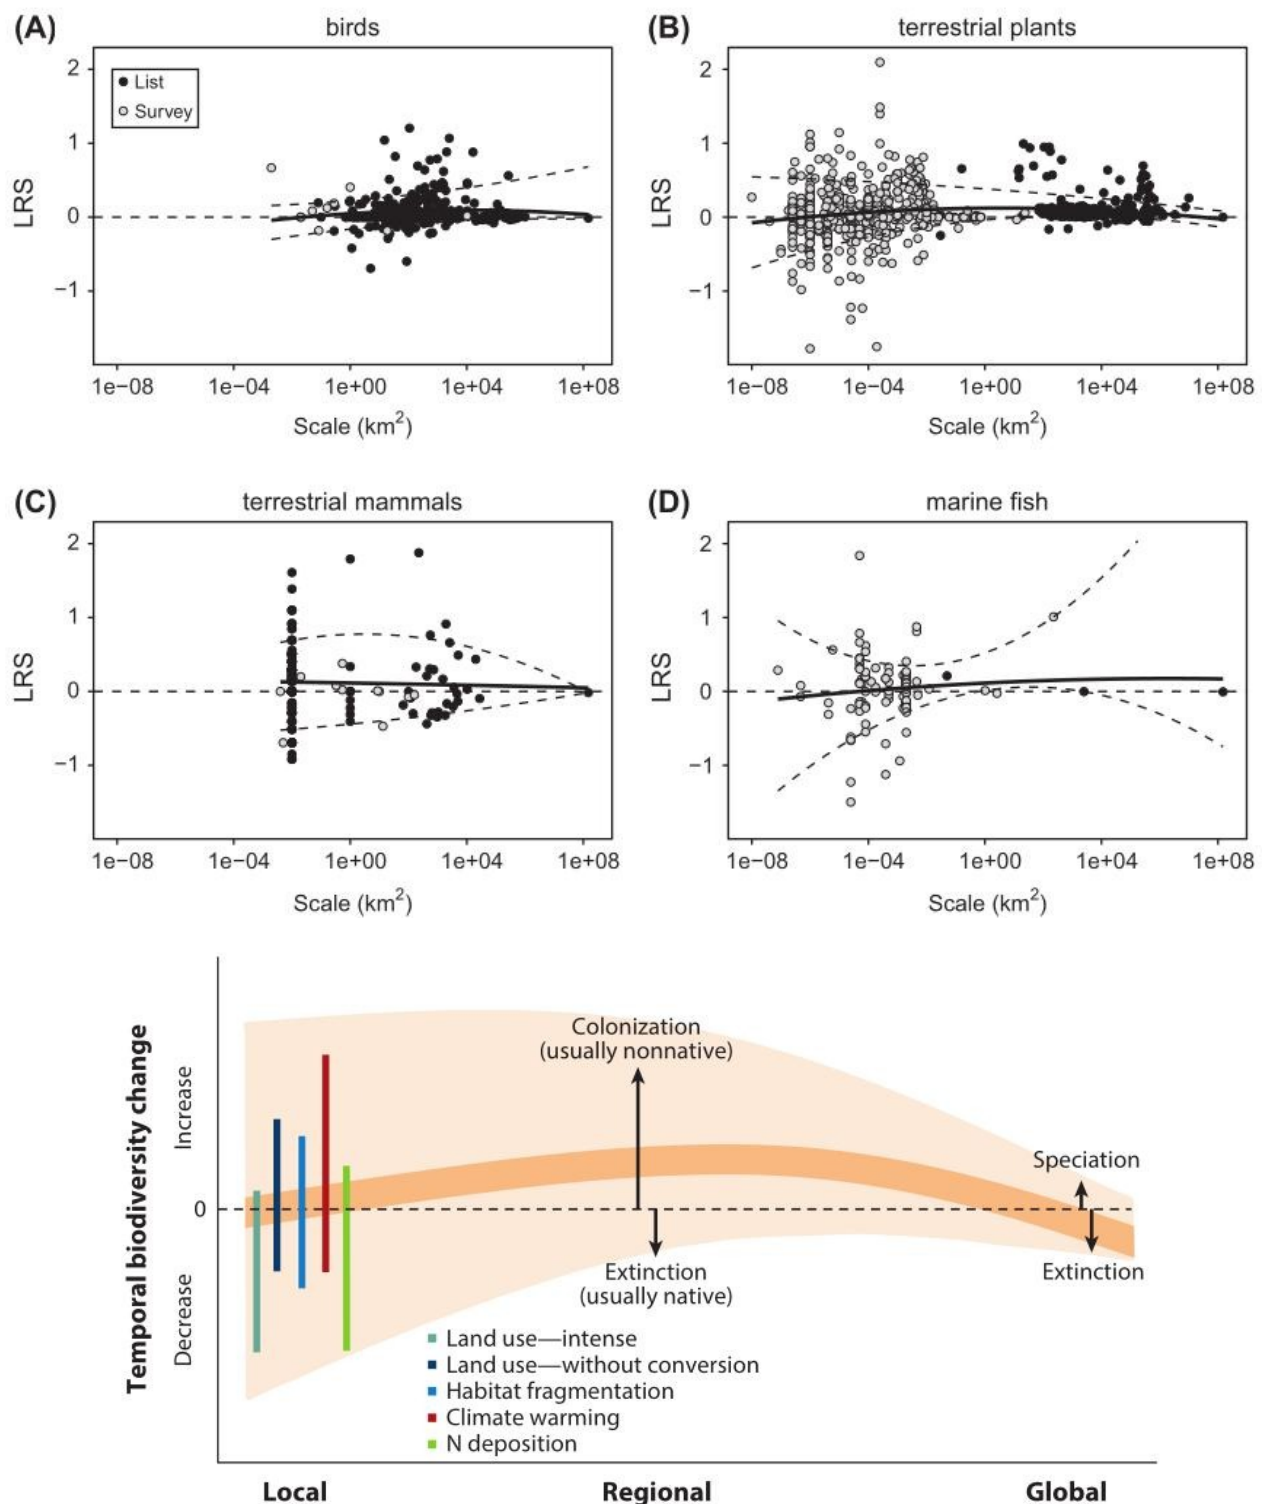 (A)
birds
2
1
0
−1
LRS
List
Survey
1e−08 1e−04 1e+00 1e+04 1e+08
Scale (km²)
(B)
terrestrial plants
2
1
0
−1
LRS
1e−08 1e−04 1e+00 1e+04 1e+08
Scale (km²)
(C)
terrestrial mammals
2
1
0
−1
LRS
1e−08 1e−04 1e+00 1e+04 1e+08
Scale (km²)
(D)
marine fish
2
1
0
−1
LRS
1e−08 1e−04 1e+00 1e+04 1e+08
Scale (km²)
Temporal biodiversity change
Increase
0
Decrease
Colonization
(usually nonnative)
Extinction
(usually native)
Speciation
Extinction
Land use—intense
Land use—without conversion
Habitat fragmentation
Climate warming
N deposition
Local Regional Global